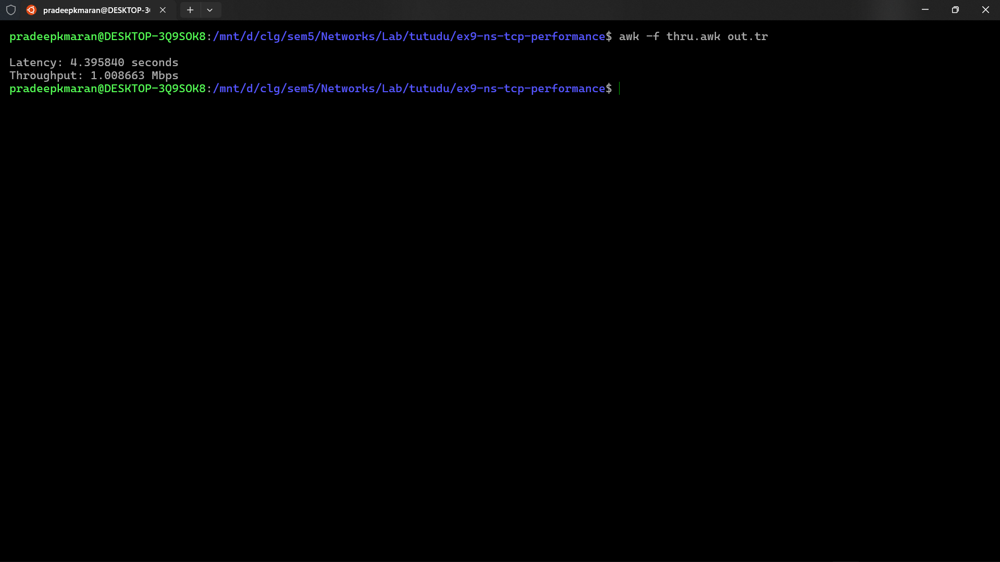 pradeepkmaran@DESKTOP-3
pradeepkmaran@DESKTOP-3Q9SOK8:/mnt/d/clg/sem5/Networks/Lab/tutudu/ex9-ns-tcp-performance$ awk -f thru.awk out.tr
Latency: 4.395840 seconds
Throughput: 1.008663 Mbps
pradeepkmaran@DESKTOP-3Q9SOK8:/mnt/d/clg/sem5/Networks/Lab/tutudu/ex9-ns-tcp-performance$